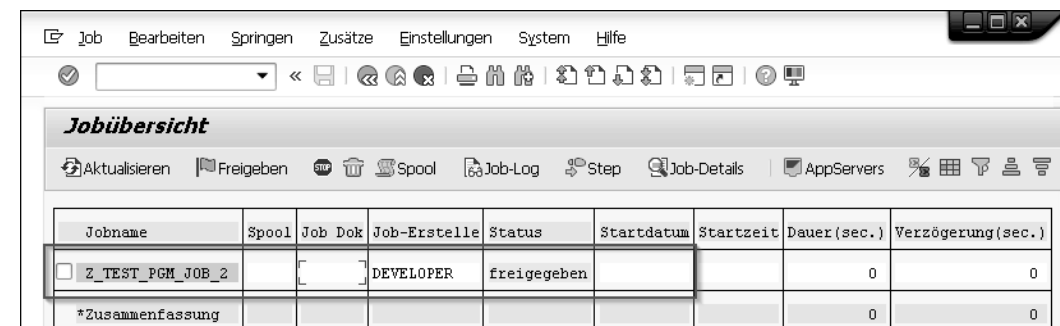 Job Bearbeiten Springen Zusätze Einstellungen System Hilfe
Jobübersicht
Aktualisieren Freigeben STOP Spool Job-Log Step Job-Details AppServers
Jobname Spool Job Dok Job-Erstelle Status Startdatum Startzeit Dauer(sec.) Verzögerung(sec.)
Z_TEST_PGM_JOB_2 DEVELOPER freigegeben 0 0
*Zusammenfassung 0 0